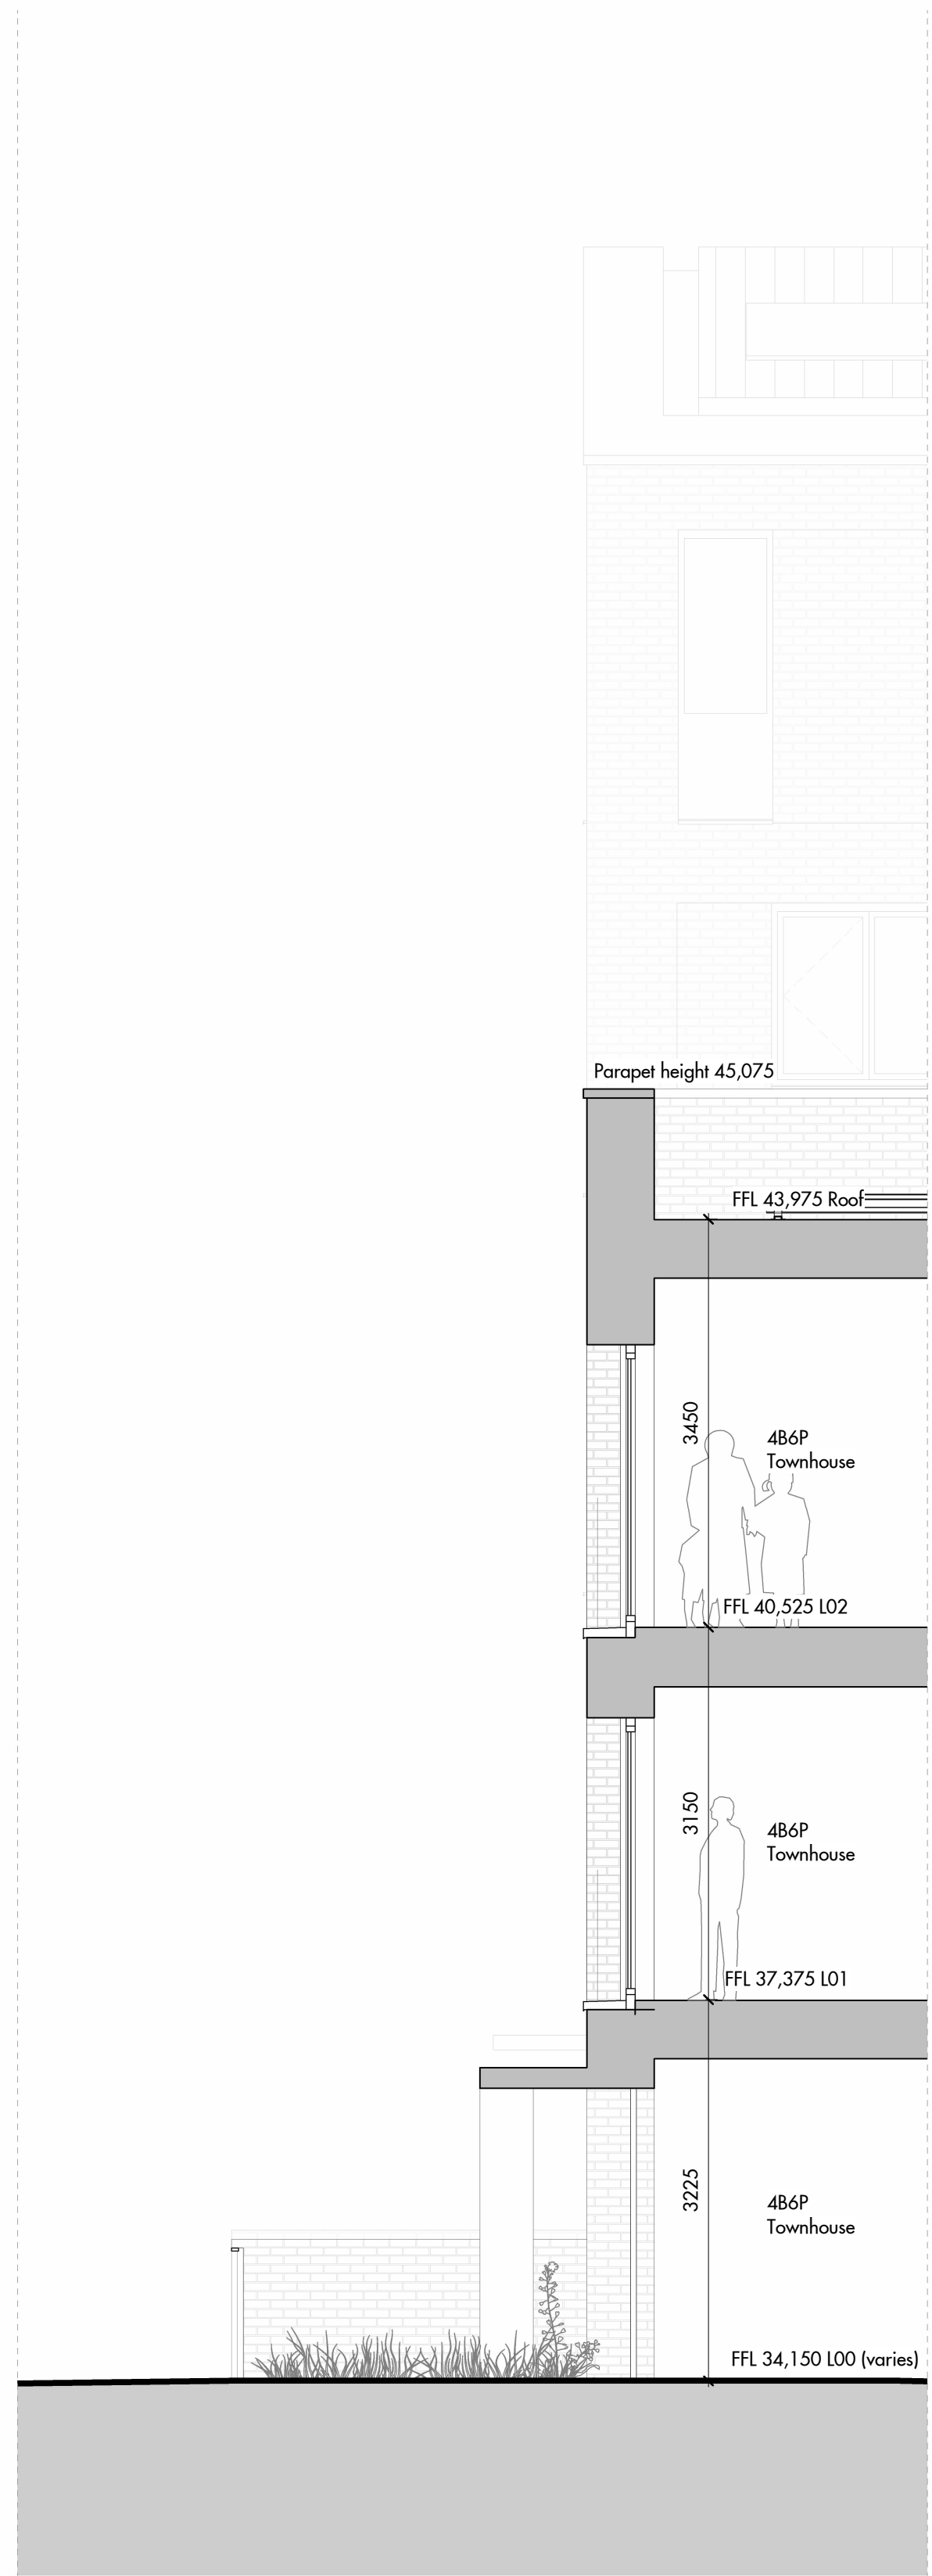 Parapet height 45,075
FFL 43,975 Roof
3450
4B6P
Townhouse
FFL 40,525 L02
3150
4B6P
Townhouse
FFL 37,375 L01
3225
4B6P
Townhouse
FFL 34,150 L00 (varies)